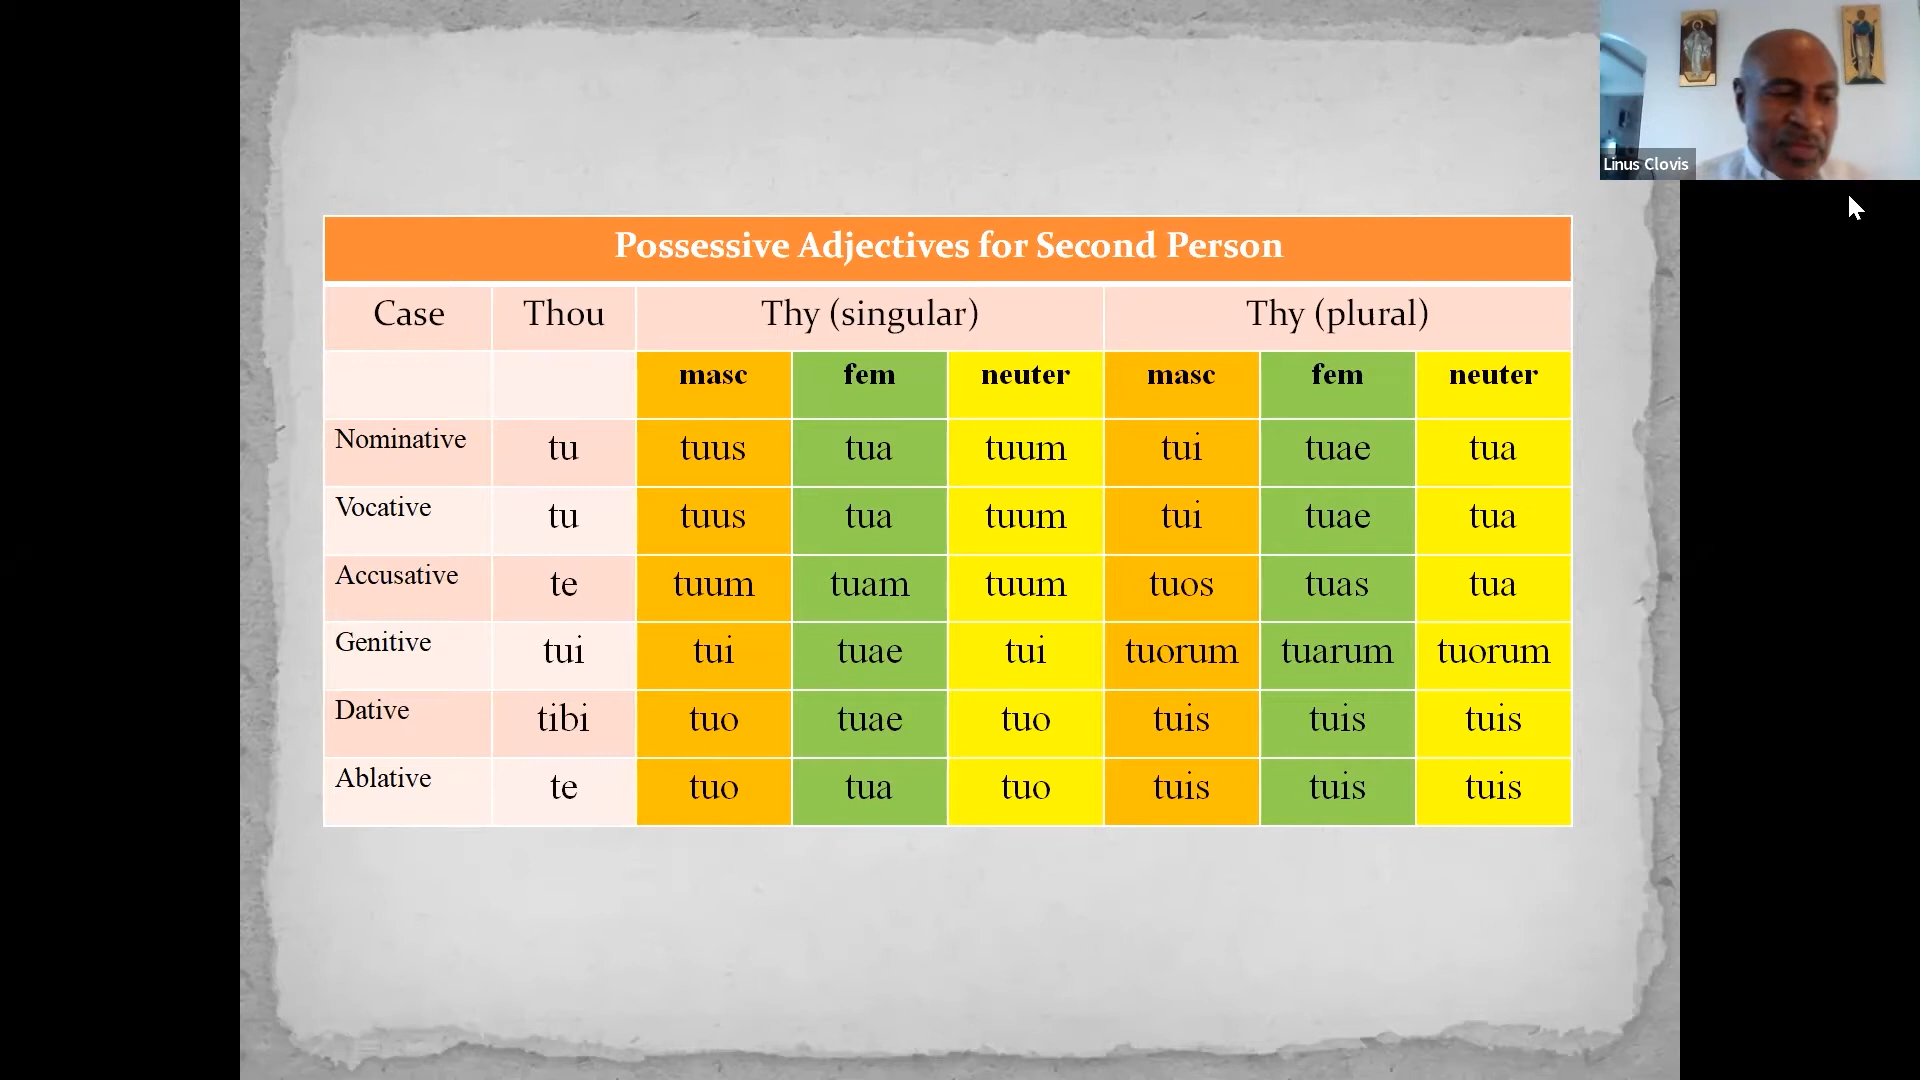 Linus Clovis
Possessive Adjectives for Second Person
Case Thou Thy (singular) Thy (plural)
masc fem neuter masc fem neuter
Nominative tu tuus tua tuum tui tuae tua
Vocative tu tuus tua tuum tui tuae tua
Accusative te tuum tuam tuum tuos tuas tua
Genitive tui tui tuae tui tuorum tuarum tuorum
Dative tibi tuo tuae tuo tuis tuis tuis
Ablative te tuo tua tuo tuis tuis tuis